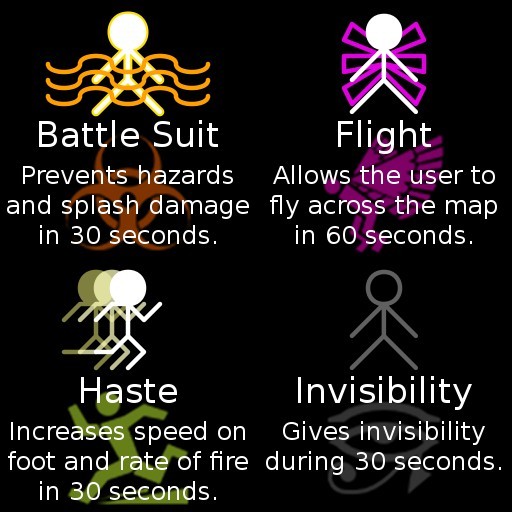 Battle Suit
Prevents hazards
and splash damage
in 30 seconds.
Flight
Allows the user to
fly across the map
in 60 seconds.
Haste
Increases speed on
foot and rate of fire
in 30 seconds.
Invisibility
Gives invisibility
during 30 seconds.